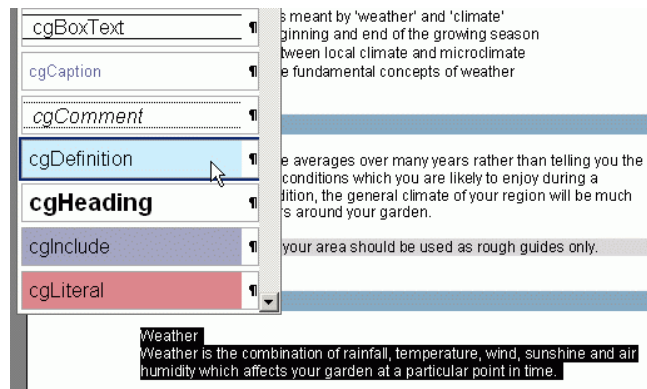 cgBoxText ¶
cgCaption ¶
cgComment ¶
cgDefinition ¶
cgHeading ¶
cgInclude ¶
cgLiteral ¶
s meant by 'weather' and 'climate'
ginning and end of the growing season
tween local climate and microclimate
e fundamental concepts of weather
e averages over many years rather than telling you the
conditions which you are likely to enjoy during a
dition, the general climate of your region will be much
s around your garden.
your area should be used as rough guides only.
Weather
Weather is the combination of rainfall, temperature, wind, sunshine and air
humidity which affects your garden at a particular point in time.